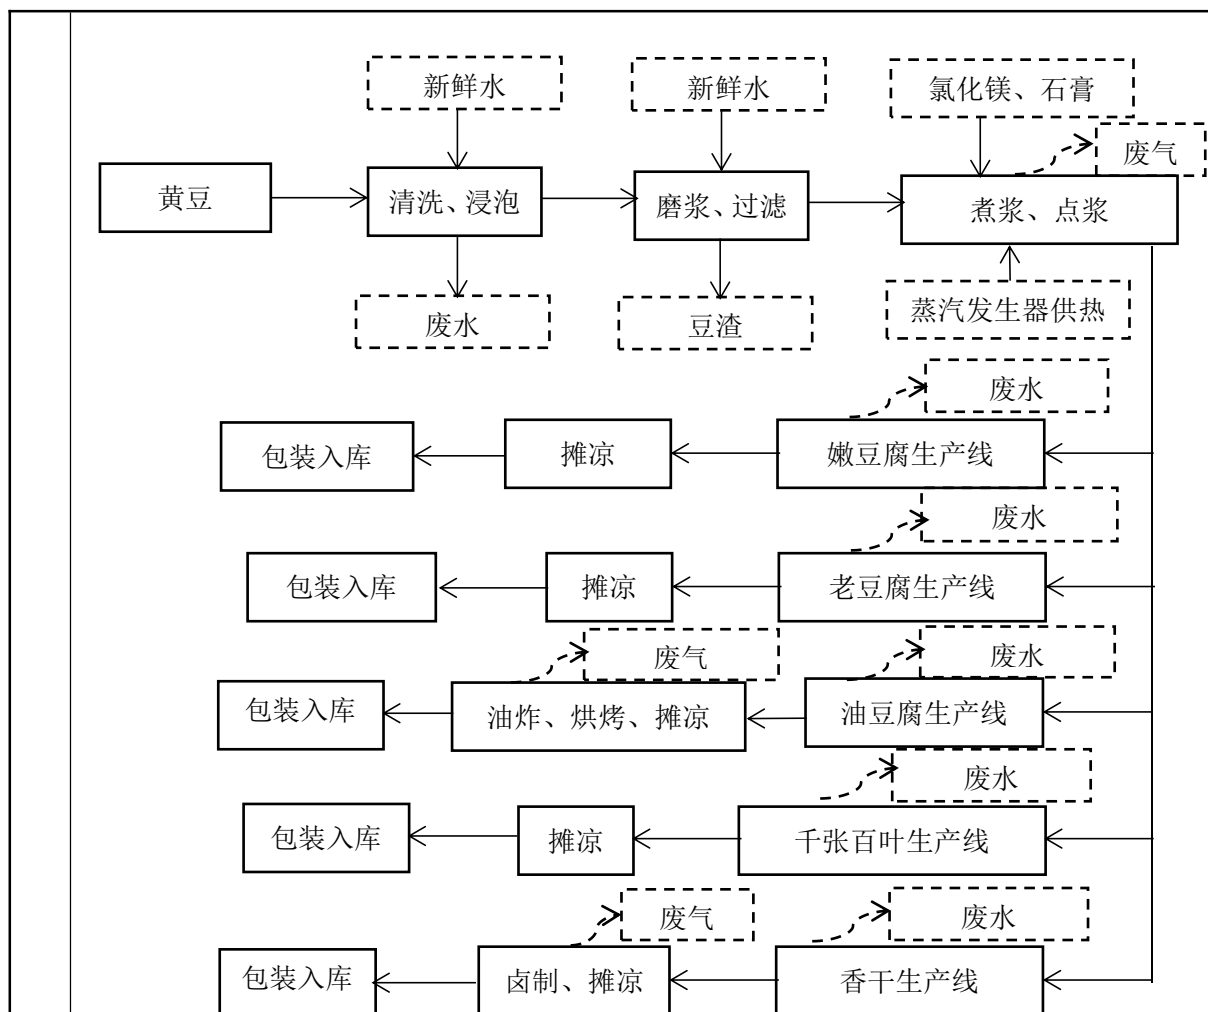 新鲜水
新鲜水
氯化镁、石膏
废气
黄豆
清洗、浸泡
磨浆、过滤
煮浆、点浆
废水
豆渣
蒸汽发生器供热
废水
包装入库
摊凉
嫩豆腐生产线
废水
包装入库
摊凉
老豆腐生产线
废气
废水
包装入库
油炸、烘烤、摊凉
油豆腐生产线
废水
包装入库
摊凉
千张百叶生产线
废气
废水
包装入库
卤制、摊凉
香干生产线